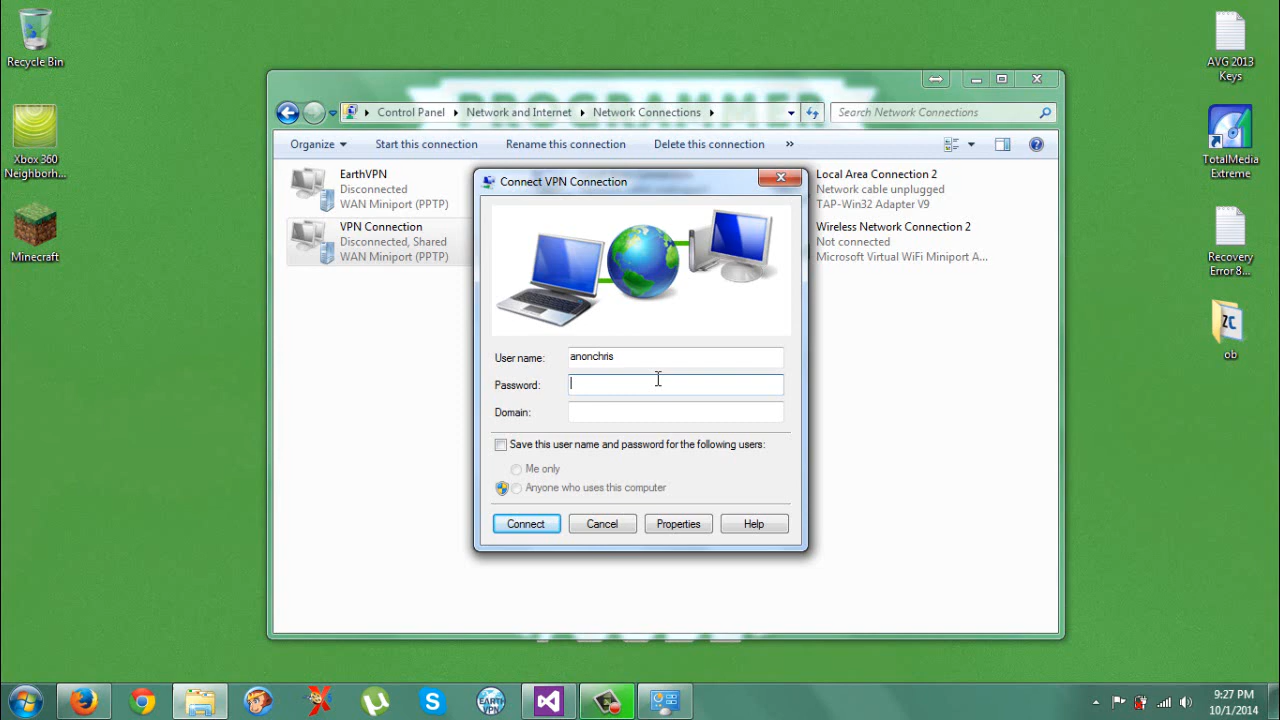 Recycle Bin
Xbox 360
Neighborh...
Minecraft
AVG 2013
Keys
TotalMedia
Extreme
Recovery
Error 8...
ob
PROGRAMMER
Control Panel
Network and Internet
Network Connections
Search Network Connections
Organize
Start this connection
Rename this connection
Delete this connection
»
EarthVPN
Disconnected
WAN Miniport (PPTP)
VPN Connection
Disconnected, Shared
WAN Miniport (PPTP)
Local Area Connection 2
Network cable unplugged
TAP-Win32 Adapter V9
Wireless Network Connection 2
Not connected
Microsoft Virtual WiFi Miniport A...
Connect VPN Connection
User name: anonchris
Password:
Domain:
Save this user name and password for the following users:
Me only
Anyone who uses this computer
Connect Cancel Properties Help
EARTH
VPN
9:27 PM
10/1/2014